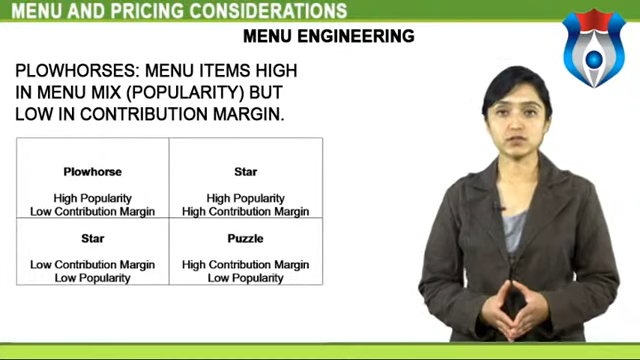 MENU AND PRICING CONSIDERATIONS
MENU ENGINEERING
PLOWHORSES: MENU ITEMS HIGH
IN MENU MIX (POPULARITY) BUT
LOW IN CONTRIBUTION MARGIN.
Plowhorse
High Popularity
Low Contribution Margin
Star
High Popularity
High Contribution Margin
Star
Low Contribution Margin
Low Popularity
Puzzle
High Contribution Margin
Low Popularity